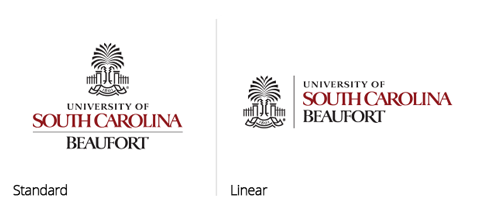 UNIVERSITY OF
SOUTH CAROLINA
BEAUFORT
Standard
UNIVERSITY OF
SOUTH CAROLINA
BEAUFORT
Linear